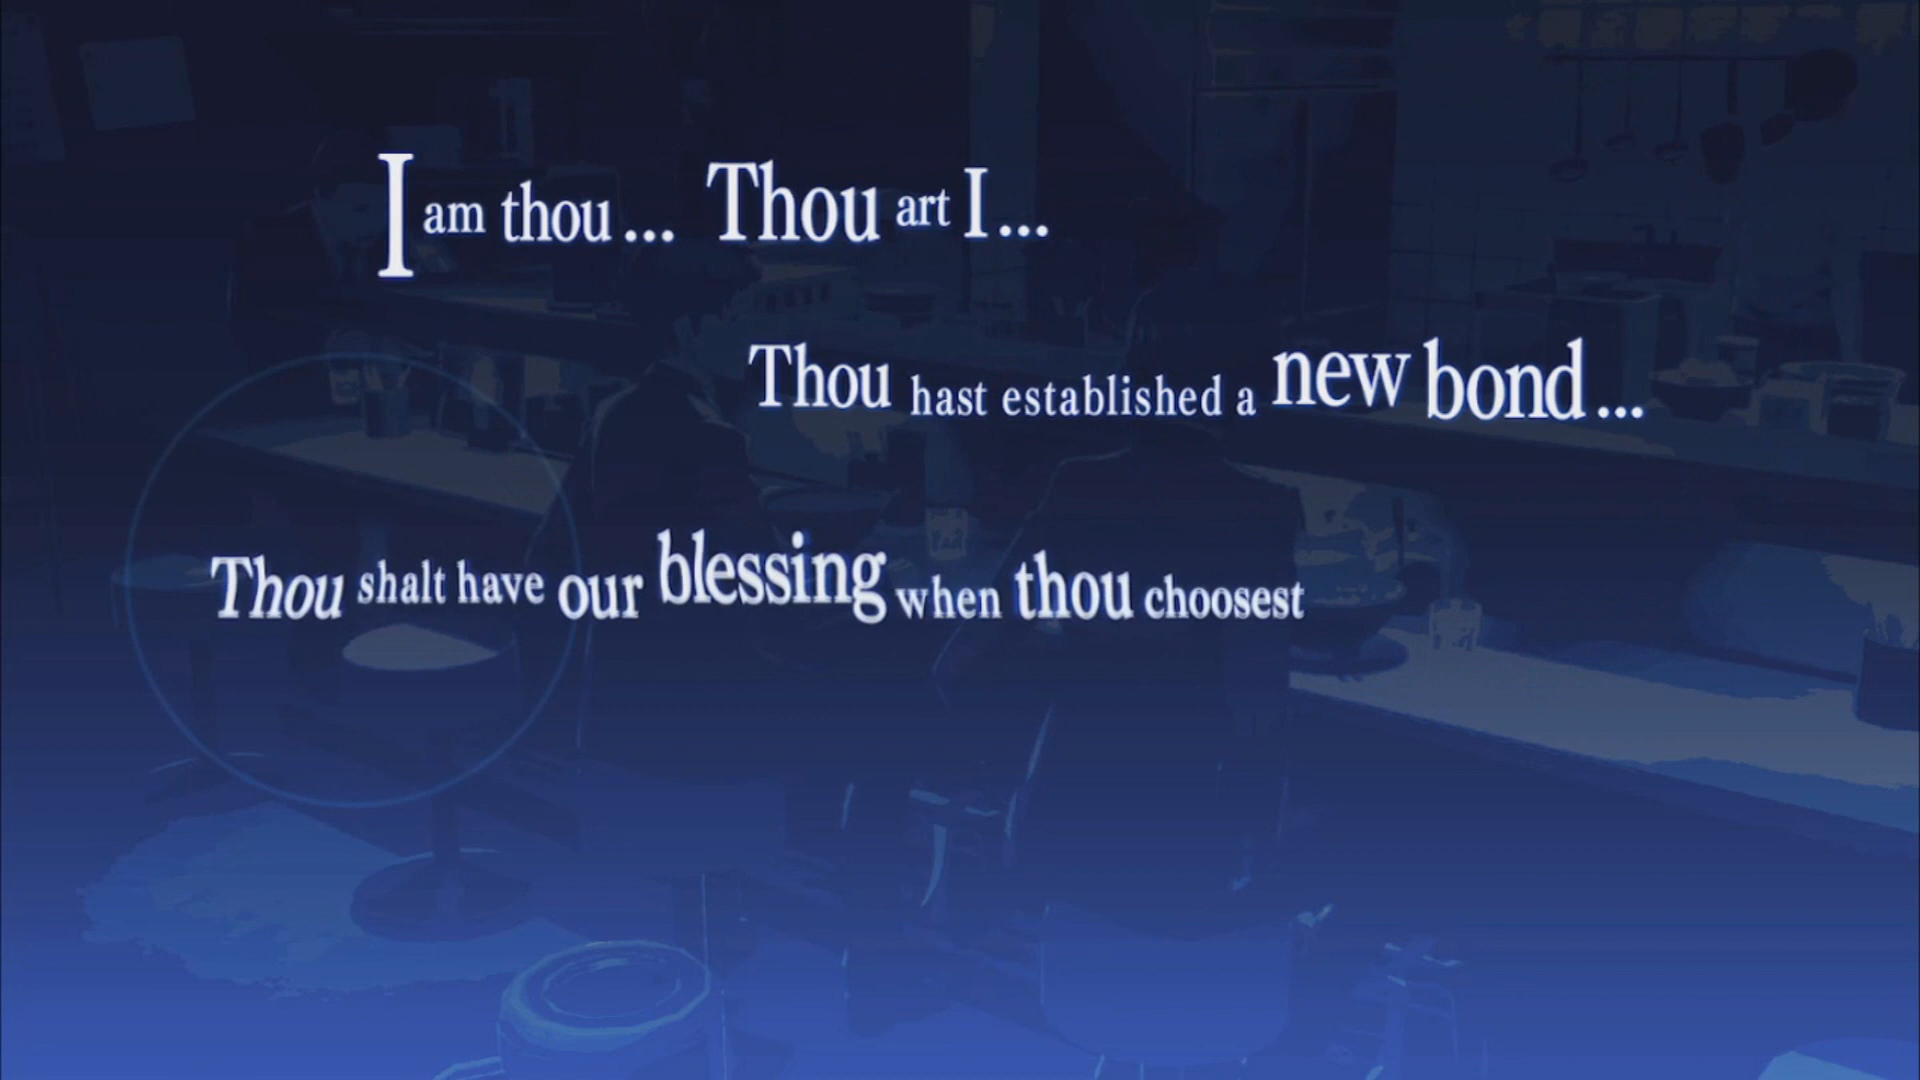 I am thou... Thou art I...
Thou hast established a new bond...
Thou shalt have our blessing when thou choosest